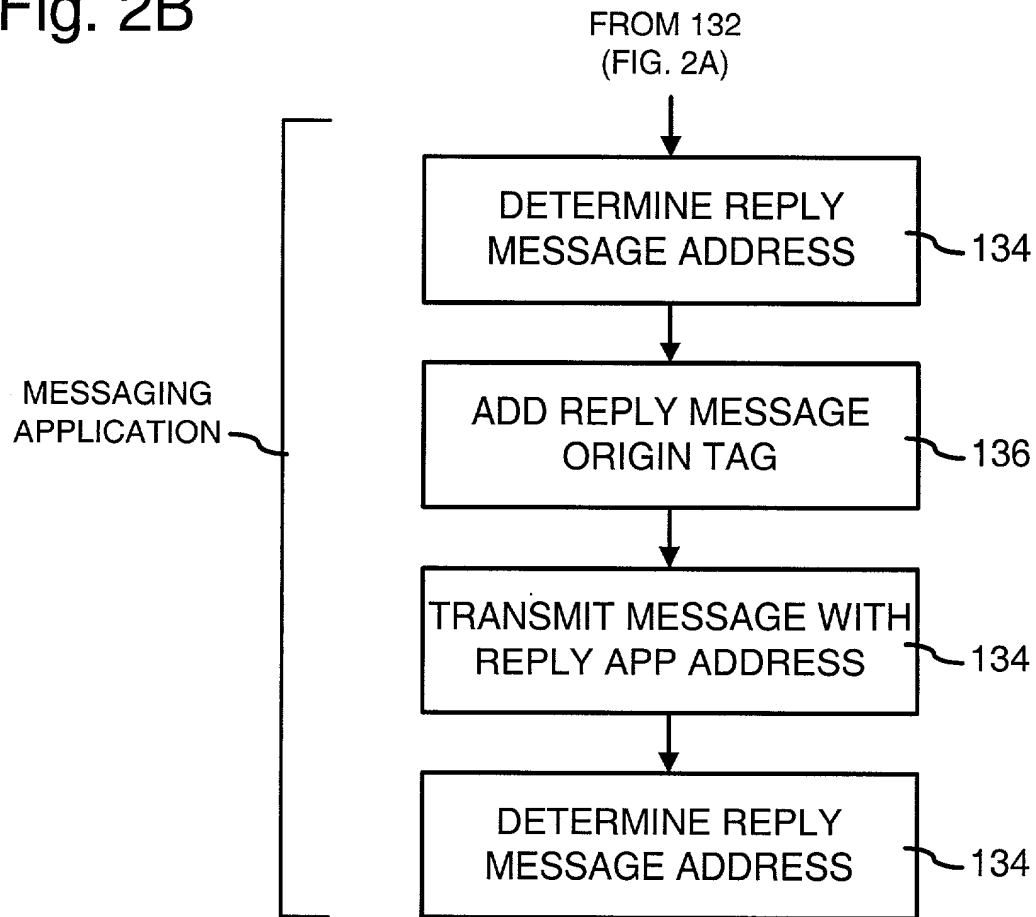 Fig. 2B
FROM 132
(FIG. 2A)
DETERMINE REPLY
MESSAGE ADDRESS
134
MESSAGING
APPLICATION
ADD REPLY MESSAGE
ORIGIN TAG
136
TRANSMIT MESSAGE WITH
REPLY APP ADDRESS
134
DETERMINE REPLY
MESSAGE ADDRESS
134